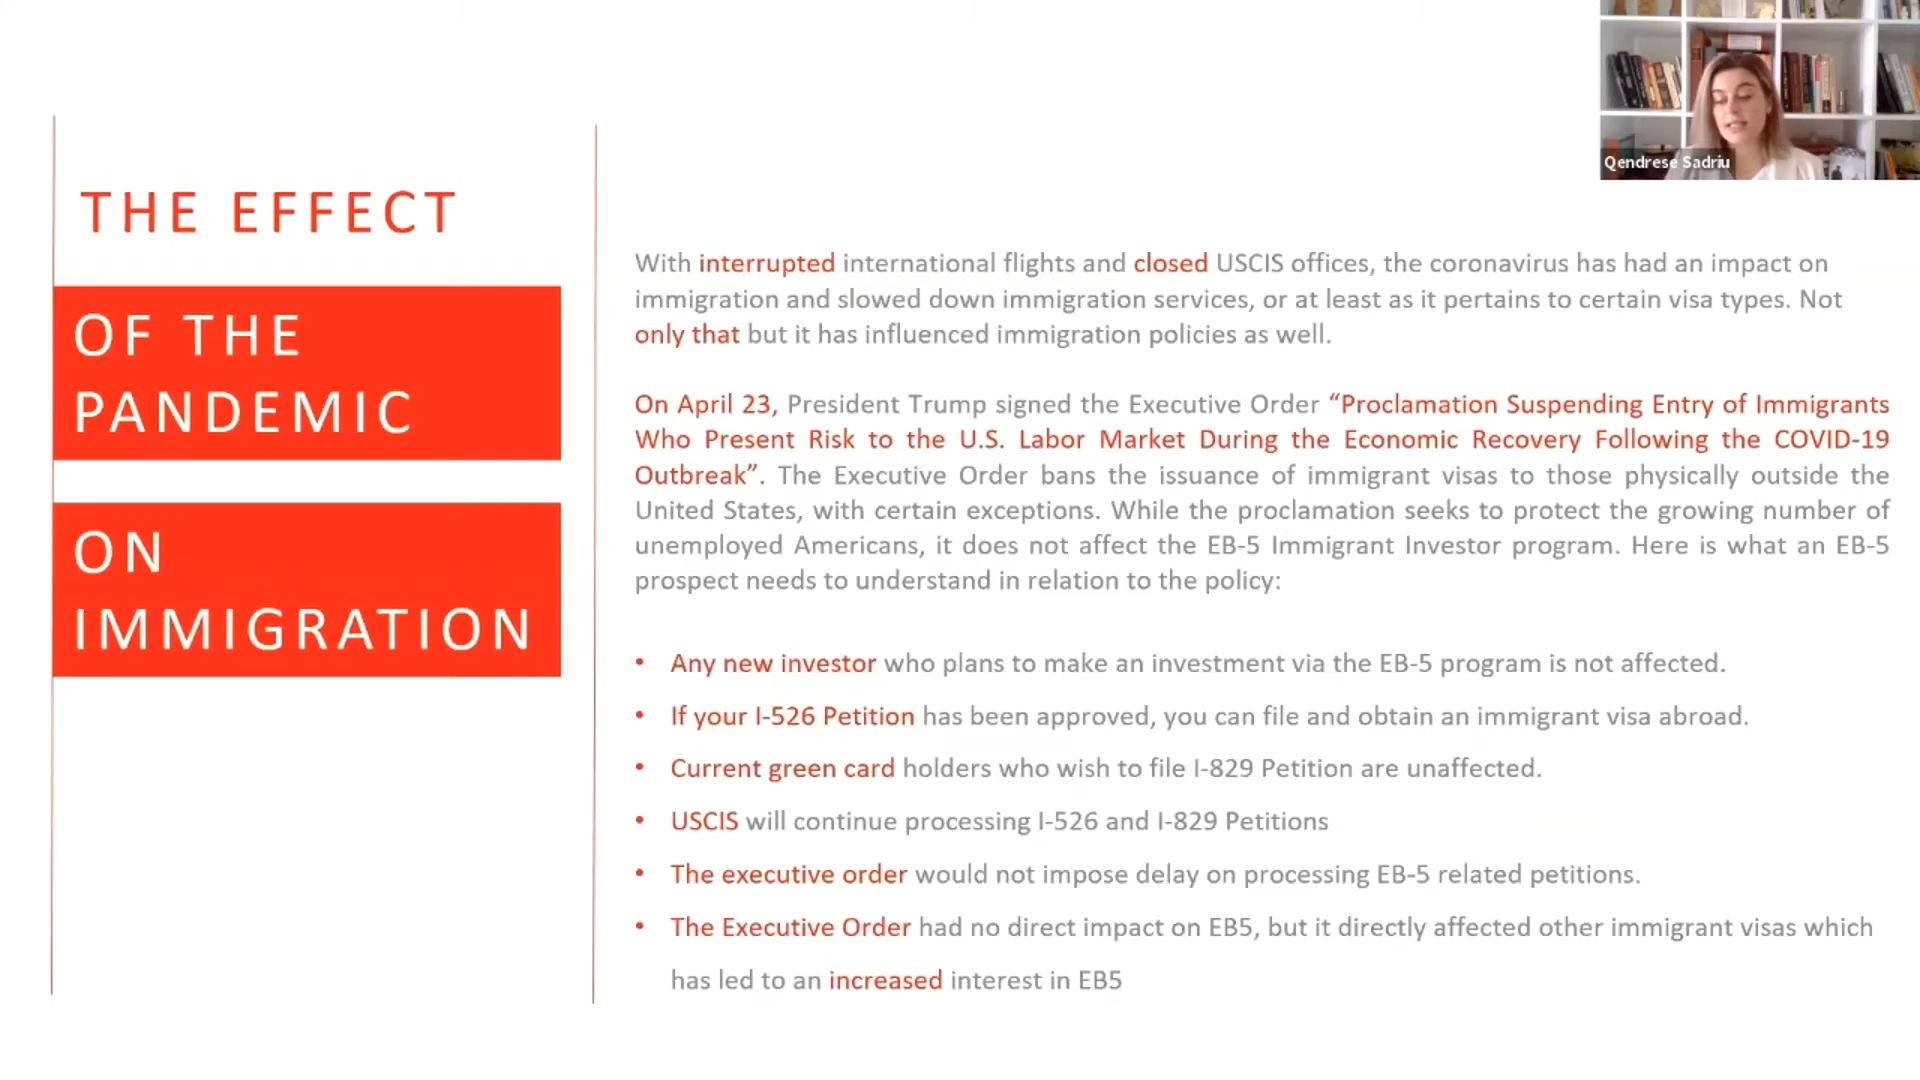 THE EFFECT
OF THE
PANDEMIC
ON
IMMIGRATION
Qendrese Sadriu
With interrupted international flights and closed USCIS offices, the coronavirus has had an impact on
immigration and slowed down immigration services, or at least as it pertains to certain visa types. Not
only that but it has influenced immigration policies as well.
On April 23, President Trump signed the Executive Order “Proclamation Suspending Entry of Immigrants
Who Present Risk to the U.S. Labor Market During the Economic Recovery Following the COVID-19
Outbreak”. The Executive Order bans the issuance of immigrant visas to those physically outside the
United States, with certain exceptions. While the proclamation seeks to protect the growing number of
unemployed Americans, it does not affect the EB-5 Immigrant Investor program. Here is what an EB-5
prospect needs to understand in relation to the policy:
• Any new investor who plans to make an investment via the EB-5 program is not affected.
• If your I-526 Petition has been approved, you can file and obtain an immigrant visa abroad.
• Current green card holders who wish to file I-829 Petition are unaffected.
• USCIS will continue processing I-526 and I-829 Petitions
• The executive order would not impose delay on processing EB-5 related petitions.
• The Executive Order had no direct impact on EB5, but it directly affected other immigrant visas which
has led to an increased interest in EB5